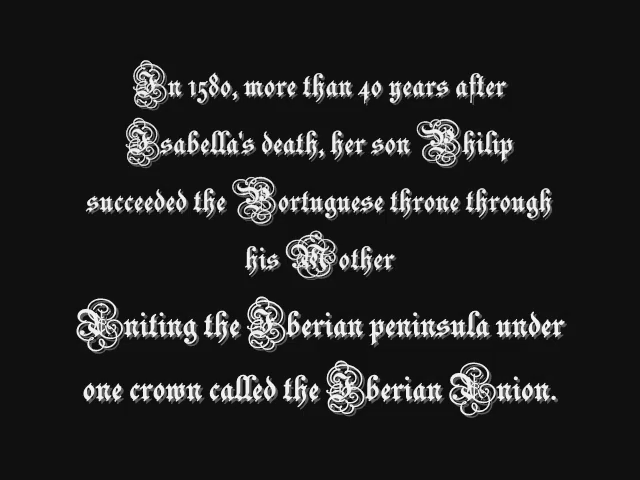 In 1580, more than 40 years after
Isabella's death, her son Philip
succeeded the Portuguese throne through
his Mother
Uniting the Iberian peninsula under
one crown called the Iberian Union.